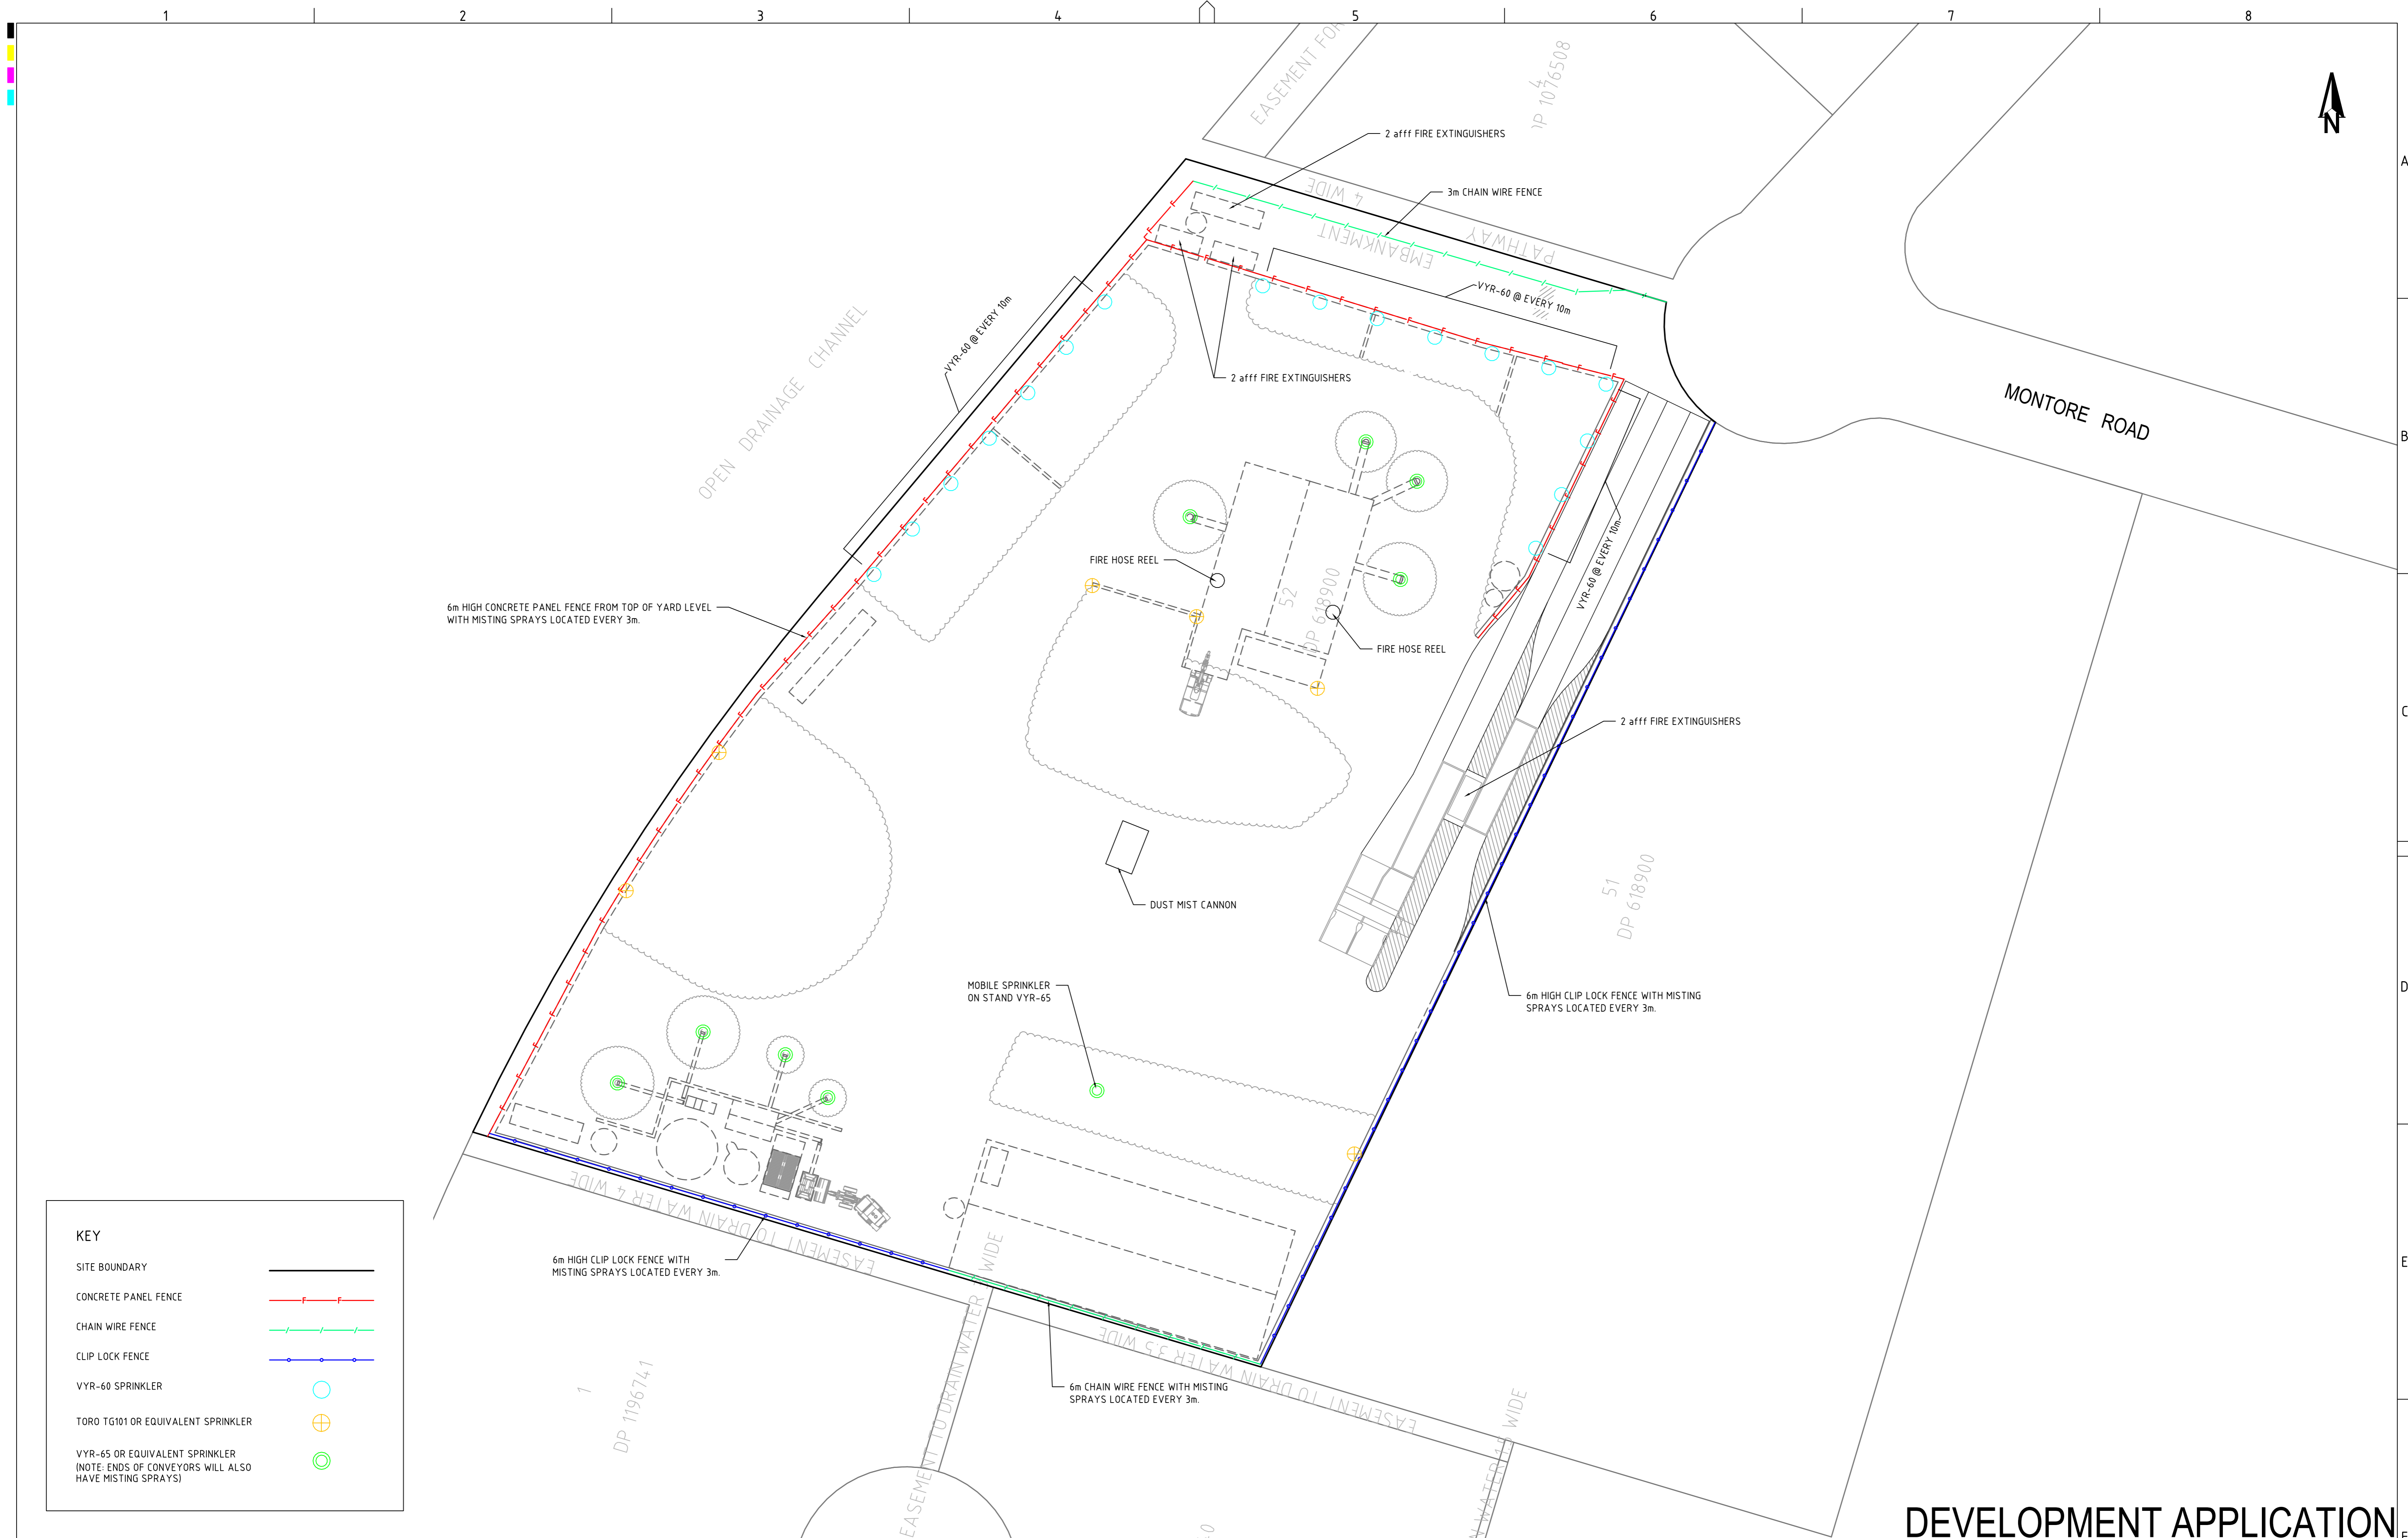 1 2 3 4 5 6 7 8
EASEMENT FOR
4
DP 1076508
N
A
2 afff FIRE EXTINGUISHERS
4 WIDE
3m CHAIN WIRE FENCE
EMBANKMENT
PATHWAY
VYR-60 @ EVERY 10m
VYR-60 @ EVERY 10m
OPEN DRAINAGE CHANNEL
2 afff FIRE EXTINGUISHERS
MONTORE ROAD
B
FIRE HOSE REEL
52
DP 618900
VYR-60 @ EVERY 10m
6m HIGH CONCRETE PANEL FENCE FROM TOP OF YARD LEVEL
WITH MISTING SPRAYS LOCATED EVERY 3m.
FIRE HOSE REEL
C
2 afff FIRE EXTINGUISHERS
51
DP 618900
DUST MIST CANNON
D
MOBILE SPRINKLER
ON STAND VYR-65
6m HIGH CLIP LOCK FENCE WITH MISTING
SPRAYS LOCATED EVERY 3m.
EASEMENT TO DRAIN WATER 4 WIDE
6m HIGH CLIP LOCK FENCE WITH
MISTING SPRAYS LOCATED EVERY 3m.
E
EASEMENT TO DRAIN WATER WIDE
EASEMENT TO DRAIN WATER 3.5 WIDE
6m CHAIN WIRE FENCE WITH MISTING
SPRAYS LOCATED EVERY 3m.
1
DP 1196741
N WATER 1.5 WIDE
KEY
SITE BOUNDARY
CONCRETE PANEL FENCE
F F
CHAIN WIRE FENCE
CLIP LOCK FENCE
VYR-60 SPRINKLER
TORO TG101 OR EQUIVALENT SPRINKLER
VYR-65 OR EQUIVALENT SPRINKLER
(NOTE: ENDS OF CONVEYORS WILL ALSO
HAVE MISTING SPRAYS)
DEVELOPMENT APPLICATION